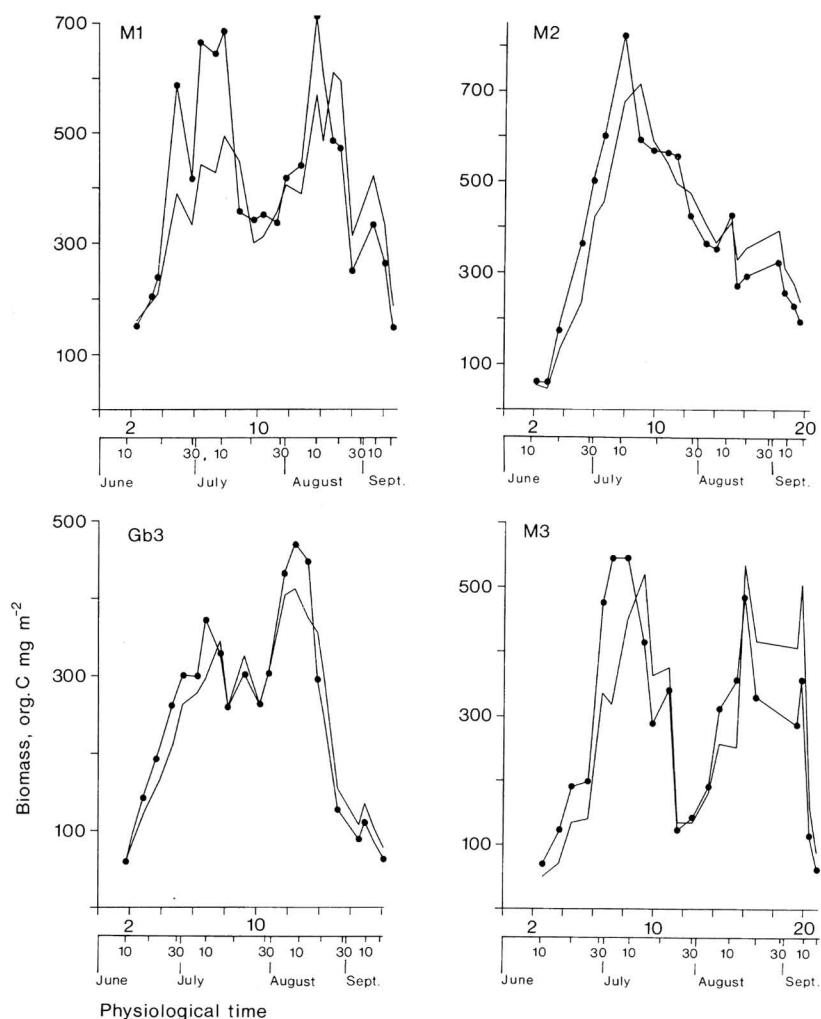 M1
700
500
300
100
2 10
10 30, 10 30 10 30 10
June July August Sept.
M2
700
500
300
100
2 10 20
10 30 10 30 10 30 10
June July August Sept.
Gb3
500
300
100
Biomass, org. C mg m⁻²
2 10
10 30 10 30 10 30 10
June July August Sept.
Physiological time
M3
500
300
100
2 10 20
10 30 10 30 10 30 10
June July August Sept.